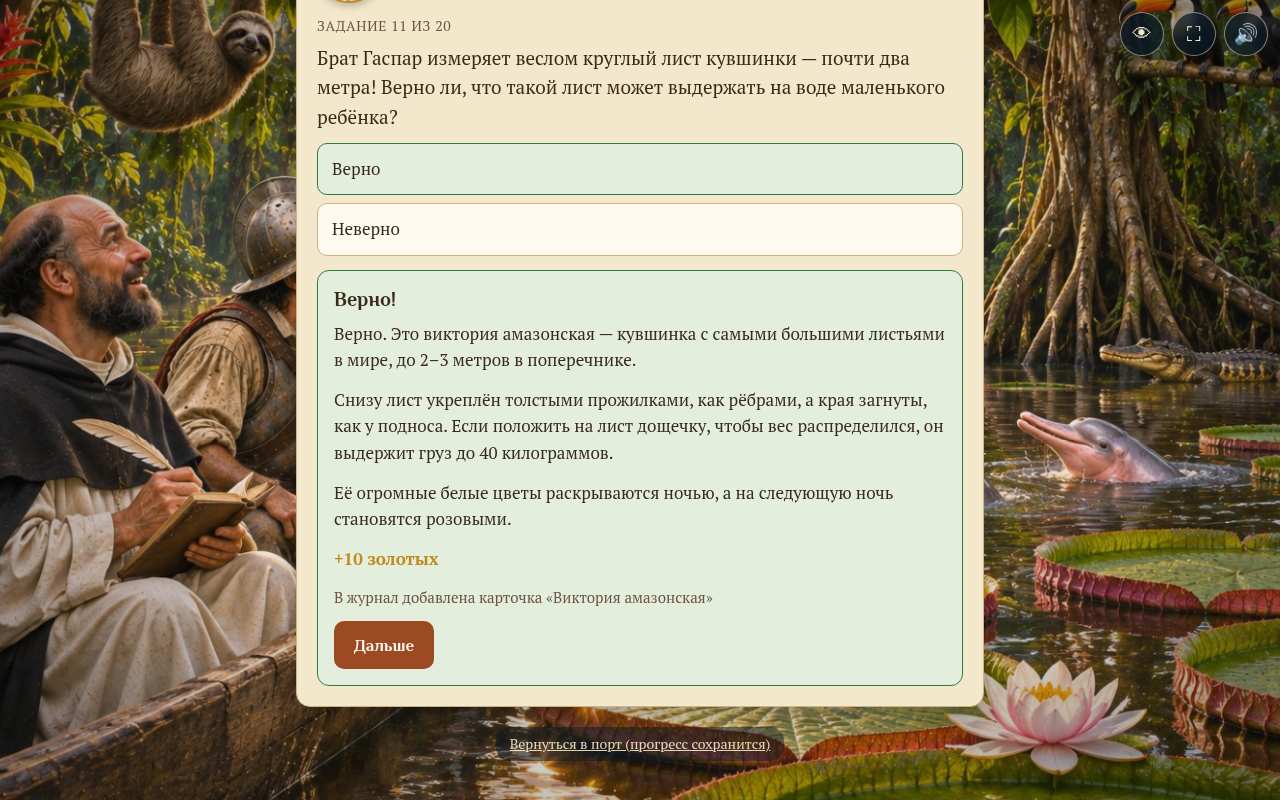 ЗАДАНИЕ 11 ИЗ 20
Брат Гаспар измеряет веслом круглый лист кувшинки — почти два
метра! Верно ли, что такой лист может выдержать на воде маленького
ребёнка?
Верно
Неверно
Верно!
Верно. Это виктория амазонская — кувшинка с самыми большими листьями
в мире, до 2–3 метров в поперечнике.
Снизу лист укреплён толстыми прожилками, как рёбрами, а края загнуты,
как у подноса. Если положить на лист дощечку, чтобы вес распределился, он
выдержит груз до 40 килограммов.
Её огромные белые цветы раскрываются ночью, а на следующую ночь
становятся розовыми.
+10 золотых
В журнал добавлена карточка «Виктория амазонская»
Дальше
Вернуться в порт (прогресс сохранится)